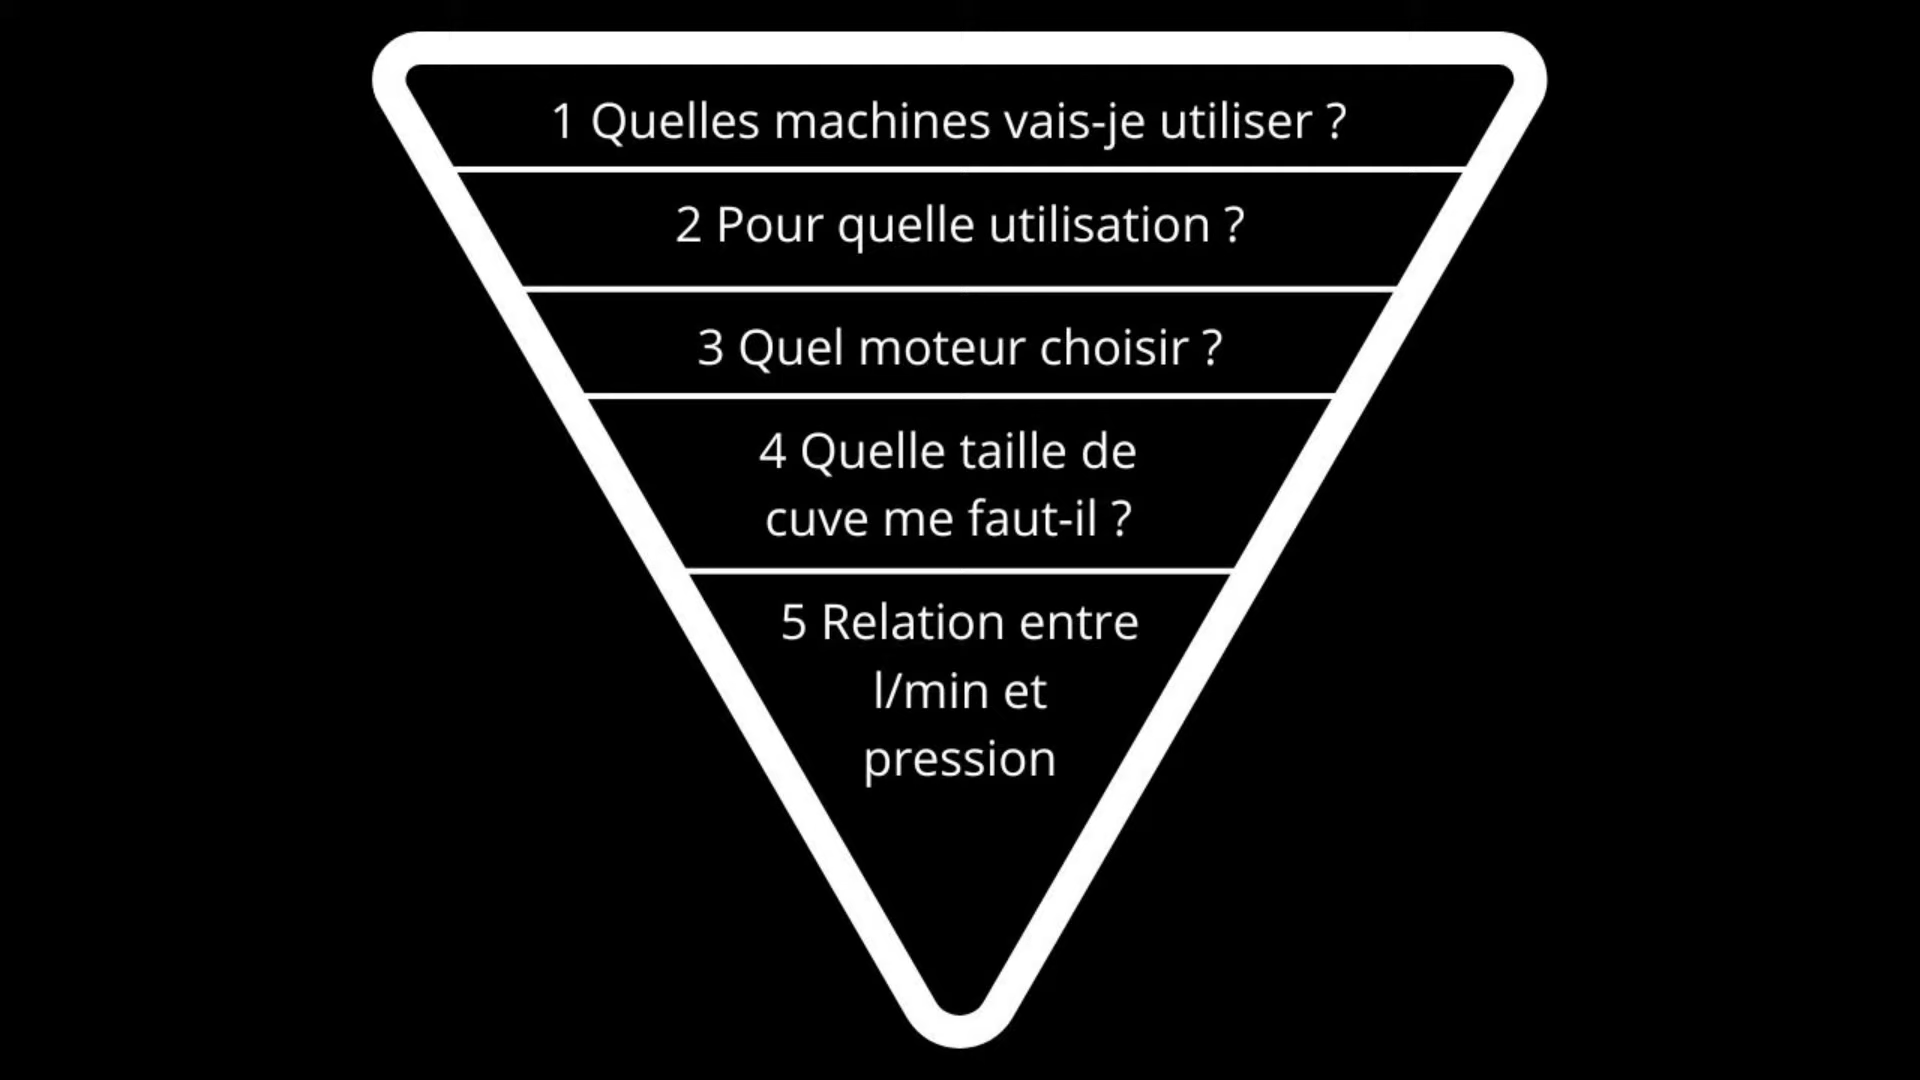 1 Quelles machines vais-je utiliser ?
2 Pour quelle utilisation ?
3 Quel moteur choisir ?
4 Quelle taille de
cuve me faut-il ?
5 Relation entre
l/min et
pression